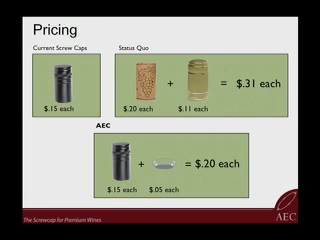 Pricing
Current Screw Caps
$.15 each
Status Quo
+ = $.31 each
$.20 each $.11 each
AEC
+ = $.20 each
$.15 each $.05 each
The Screwcap for Premium Wines
AEC